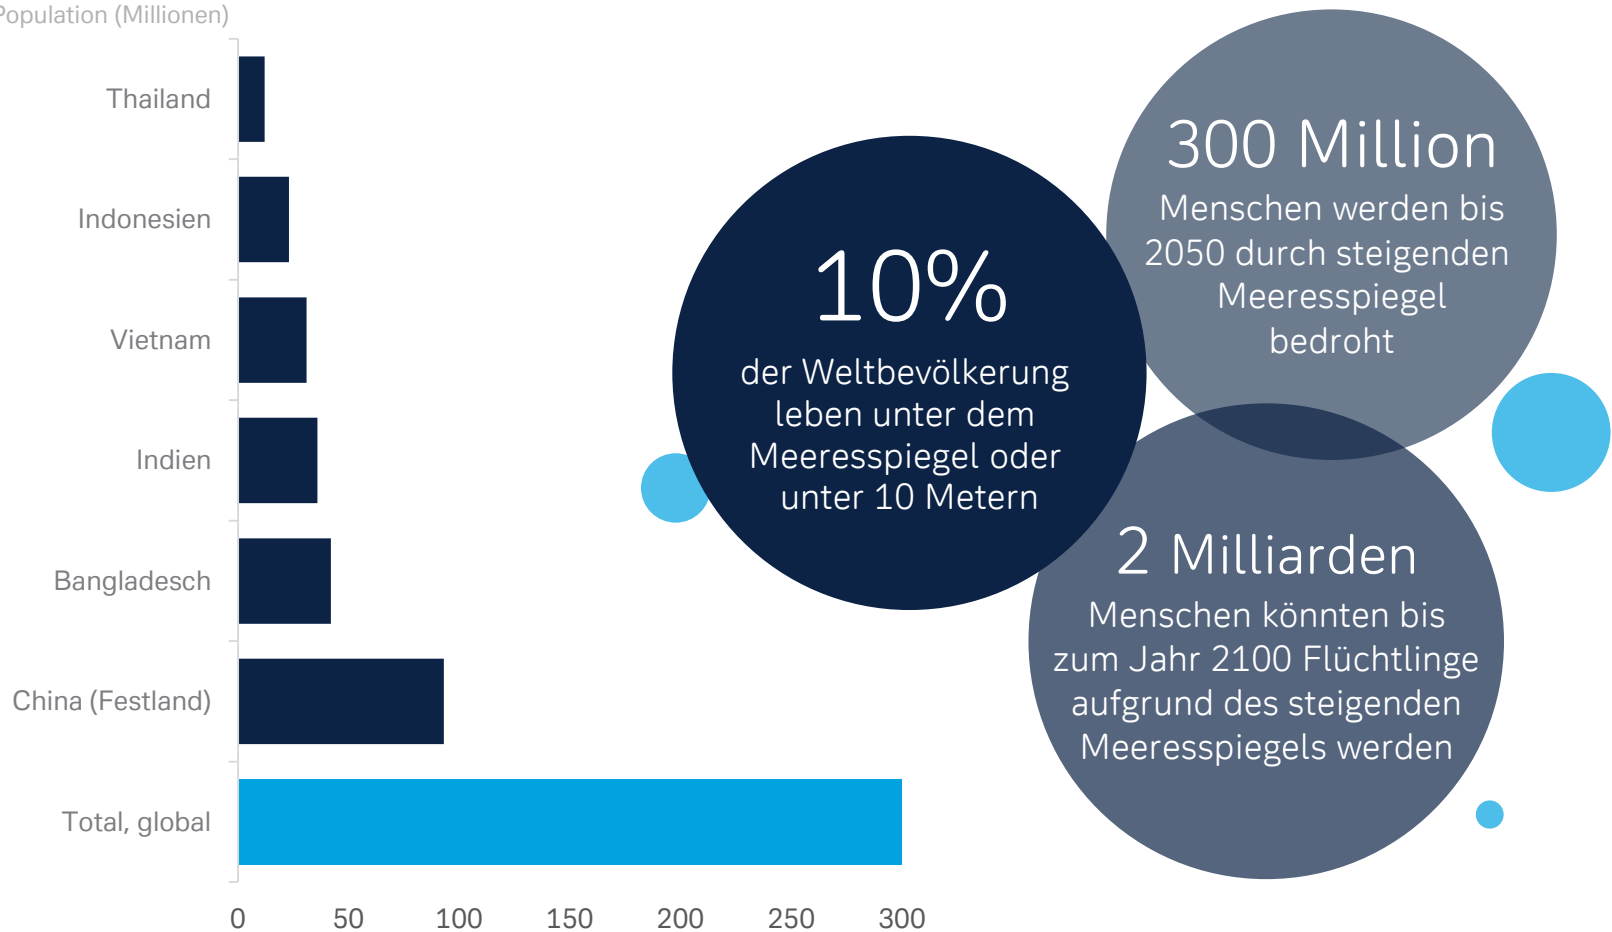 Population (Millionen)
Thailand
Indonesien
Vietnam
Indien
Bangladesch
China (Festland)
Total, global
0 50 100 150 200 250 300
10%
der Weltbevölkerung
leben unter dem
Meeresspiegel oder
unter 10 Metern
300 Million
Menschen werden bis
2050 durch steigenden
Meeresspiegel
bedroht
2 Milliarden
Menschen könnten bis
zum Jahr 2100 Flüchtlinge
aufgrund des steigenden
Meeresspiegels werden